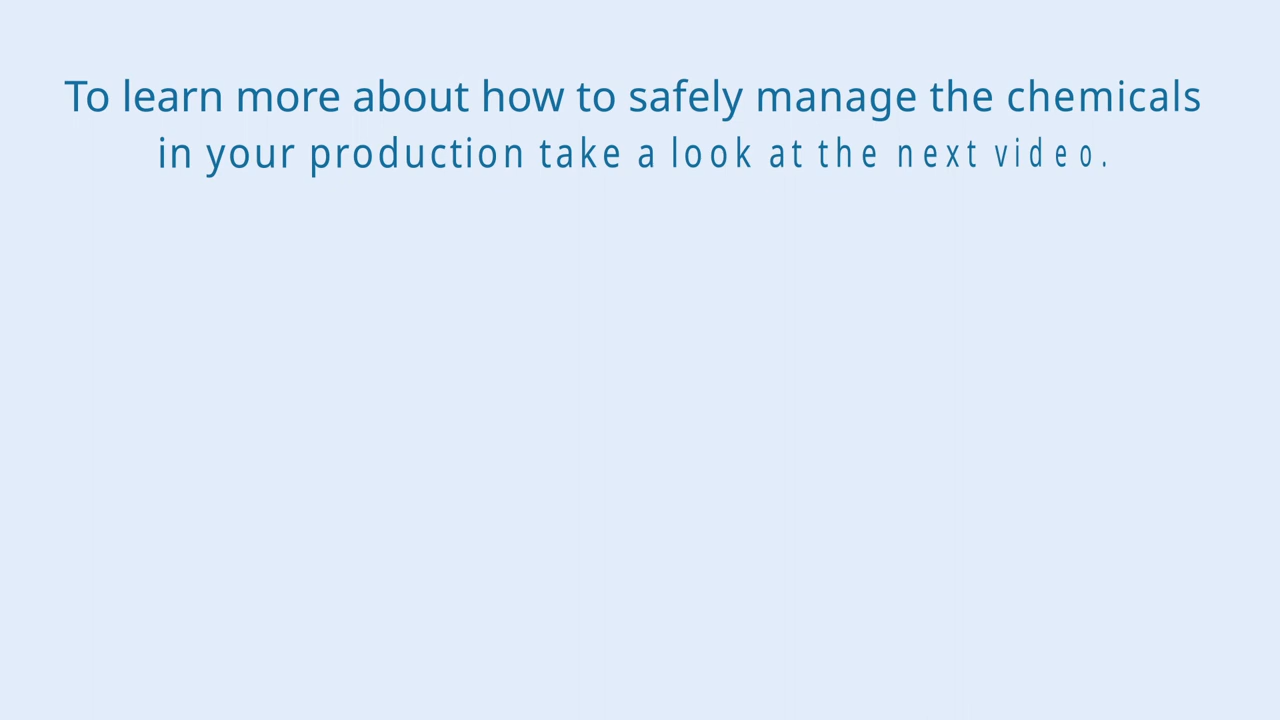 To learn more about how to safely manage the chemicals
in your production take a look at the next video.